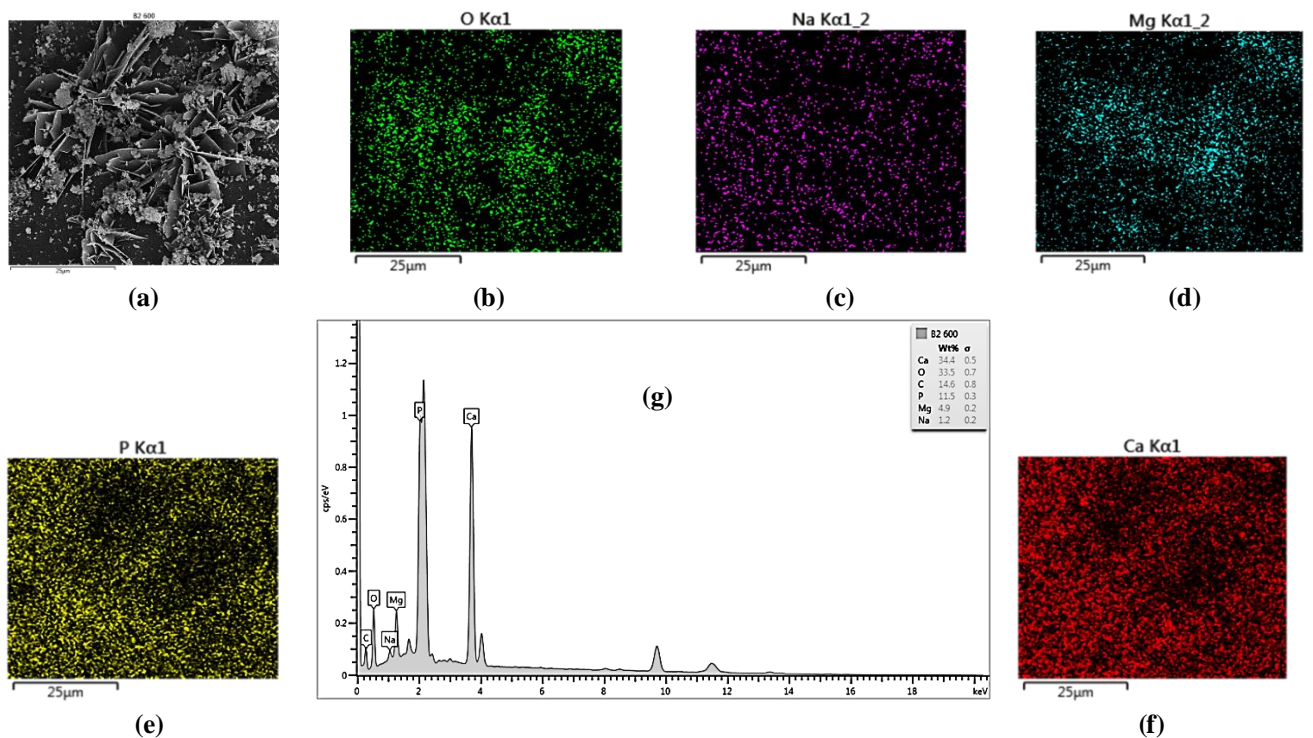 B2 600
25µm
(a)
O Kα1
25µm
(b)
Na Kα1_2
25µm
(c)
Mg Kα1_2
25µm
(d)
P Kα1
25µm
(e)
(g)
cps/eV
1.2
1
0.8
0.6
0.4
0.2
0
0 2 4 6 8 10 12 14 16 18 keV
C
O
Na
Mg
P
Ca
B2 600
Wt% σ
Ca 34.4 0.5
O 33.5 0.7
C 14.6 0.8
P 11.5 0.3
Mg 4.9 0.2
Na 1.2 0.2
Ca Kα1
25µm
(f)